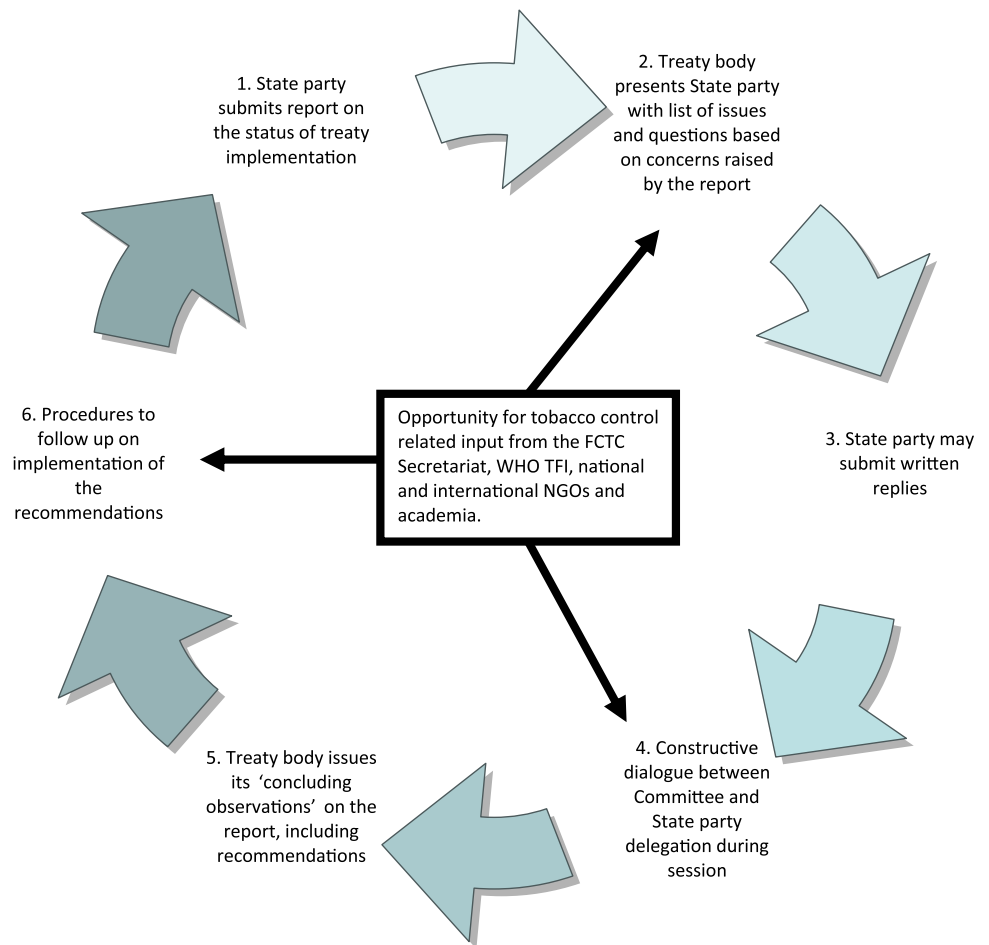 1. State party
submits report on
the status of treaty
implementation
2. Treaty body
presents State party
with list of issues
and questions based
on concerns raised
by the report
3. State party may
submit written
replies
4. Constructive
dialogue between
Committee and
State party
delegation during
session
5. Treaty body issues
its ‘concluding
observations’ on the
report, including
recommendations
6. Procedures to
follow up on
implementation of
the
recommendations
Opportunity for tobacco control
related input from the FCTC
Secretariat, WHO TFI, national
and international NGOs and
academia.